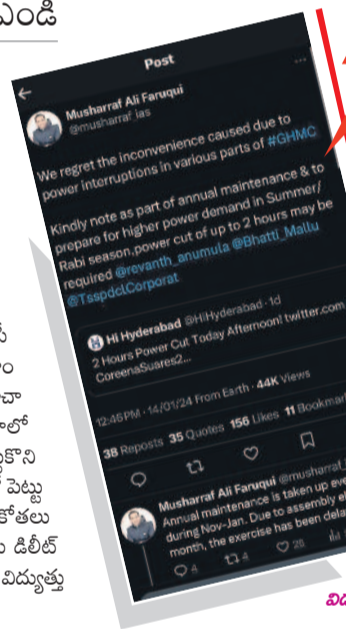 ఎండి
Post
Musharraf Ali Faruqui
@musharraf_ias
We regret the inconvenience caused due to
power interruptions in various parts of #GHMC
Kindly note as part of annual maintenance & to
prepare for higher power demand in Summer/
Rabi season,power cut of up to 2 hours may be
required @revanth_anumula @Bhatti_Mallu
@TsspdclCorporat
Hi Hyderabad @HiHyderabad · 1d
2 Hours Power Cut Today Afternoon! twitter.com
CoreenaSuares2...
12:45 PM · 14/01/24 From Earth · 44K Views
38 Reposts 35 Quotes 156 Likes 11 Bookmar
Musharraf Ali Faruqui @musharraf_
Annual maintenance is taken up eve
during Nov-Jan. Due to assembly el
month, the exercise has been dela
4 4 28
ం
చా
లో
కొని
పెట్టు
కోతలు
డిలీట్
విద్యుత్తు